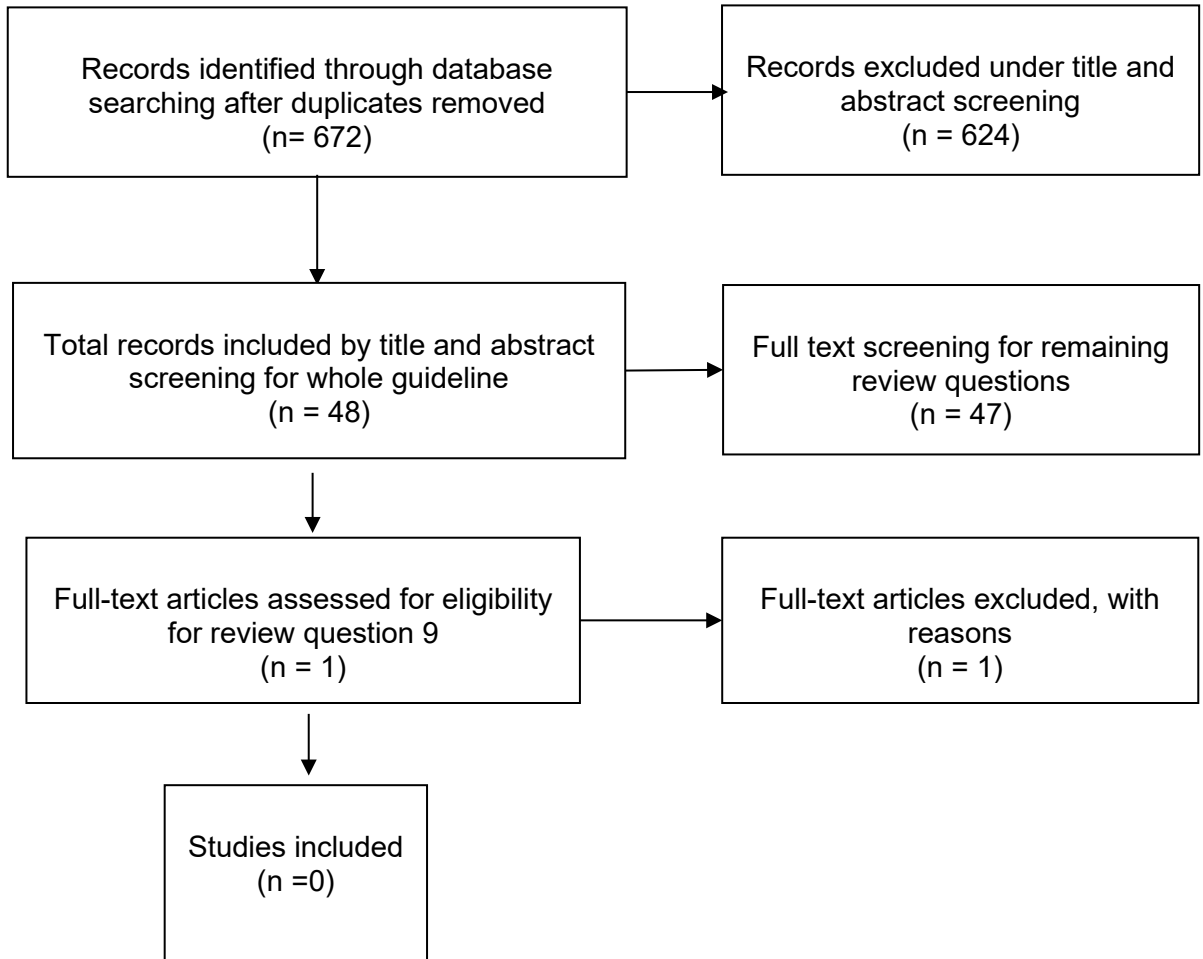 Records identified through database
searching after duplicates removed
(n= 672)
Records excluded under title and
abstract screening
(n = 624)
Total records included by title and abstract
screening for whole guideline
(n = 48)
Full text screening for remaining
review questions
(n = 47)
Full-text articles assessed for eligibility
for review question 9
(n = 1)
Full-text articles excluded, with
reasons
(n = 1)
Studies included
(n =0)